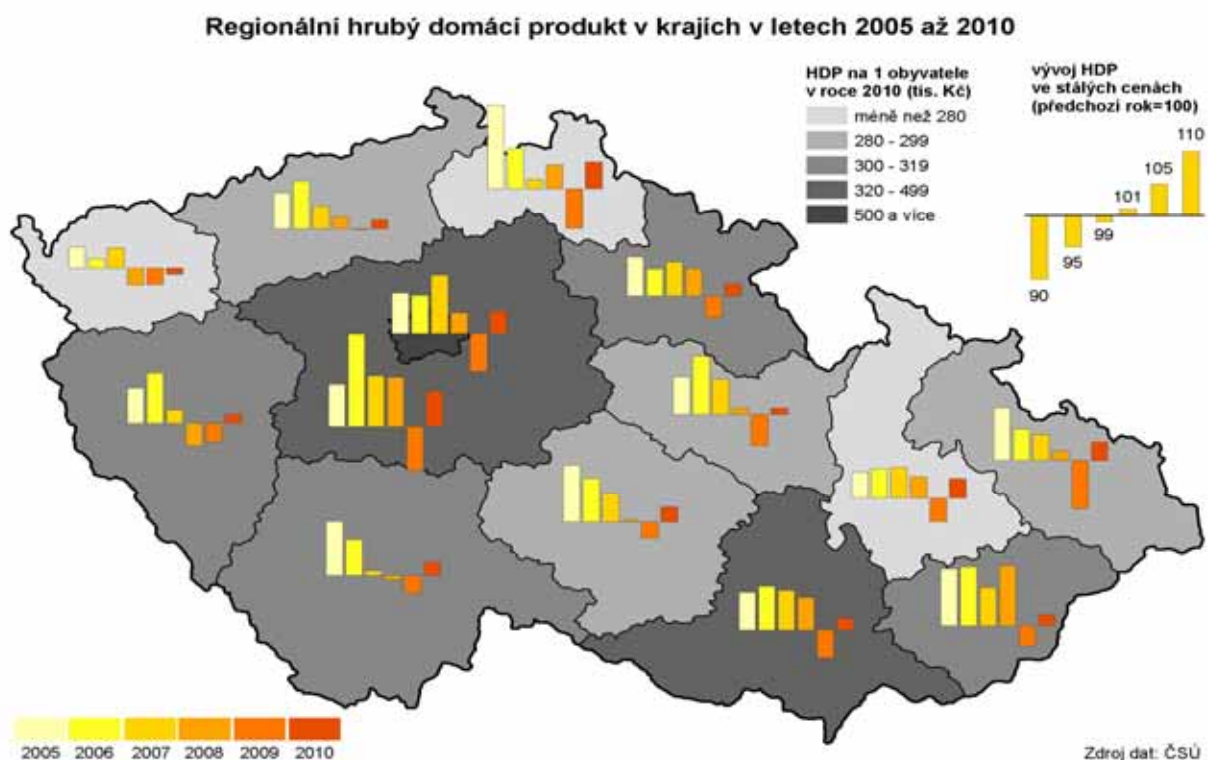 Regionální hrubý domácí produkt v krajích v letech 2005 až 2010
HDP na 1 obyvatele
v roce 2010 (tis. Kč)
méně než 280
280 - 299
300 - 319
320 - 499
500 a více
vývoj HDP
ve stálých cenách
(předchozí rok=100)
110
105
101
99
95
90
2005 2006 2007 2008 2009 2010
Zdroj dat: ČSÚ